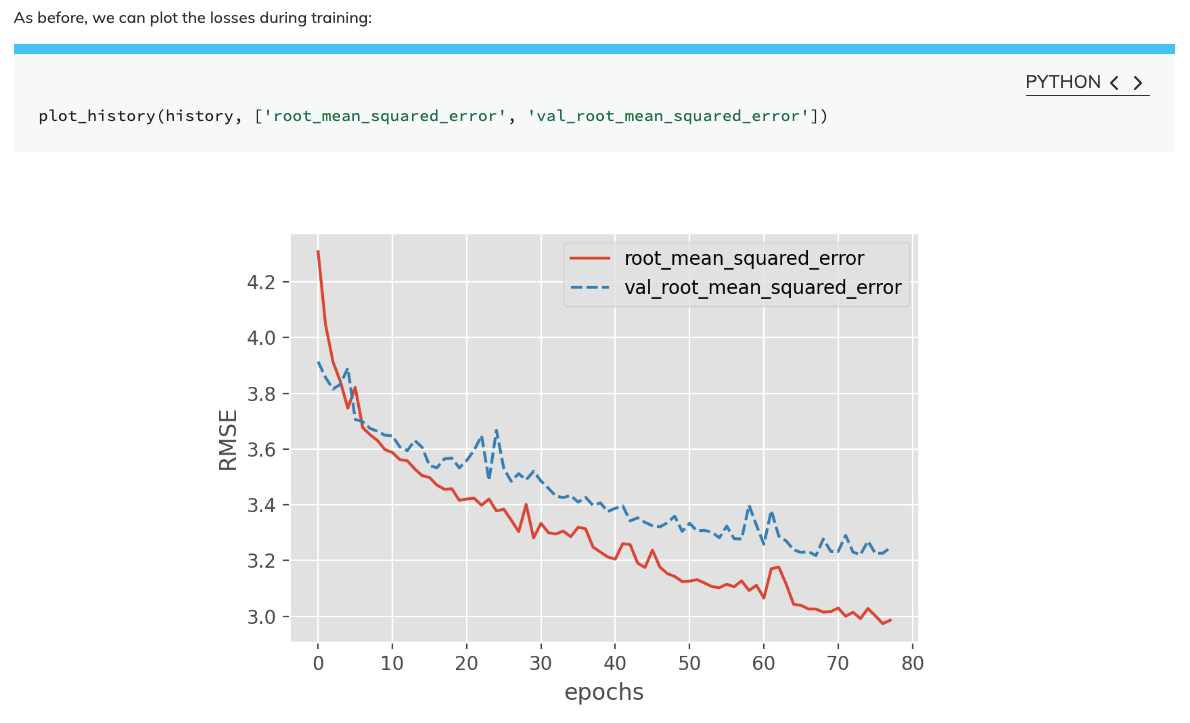 As before, we can plot the losses during training:
PYTHON
plot_history(history, ['root_mean_squared_error', 'val_root_mean_squared_error'])
root_mean_squared_error
val_root_mean_squared_error
4.2
4.0
3.8
3.6
3.4
3.2
3.0
RMSE
0 10 20 30 40 50 60 70 80
epochs